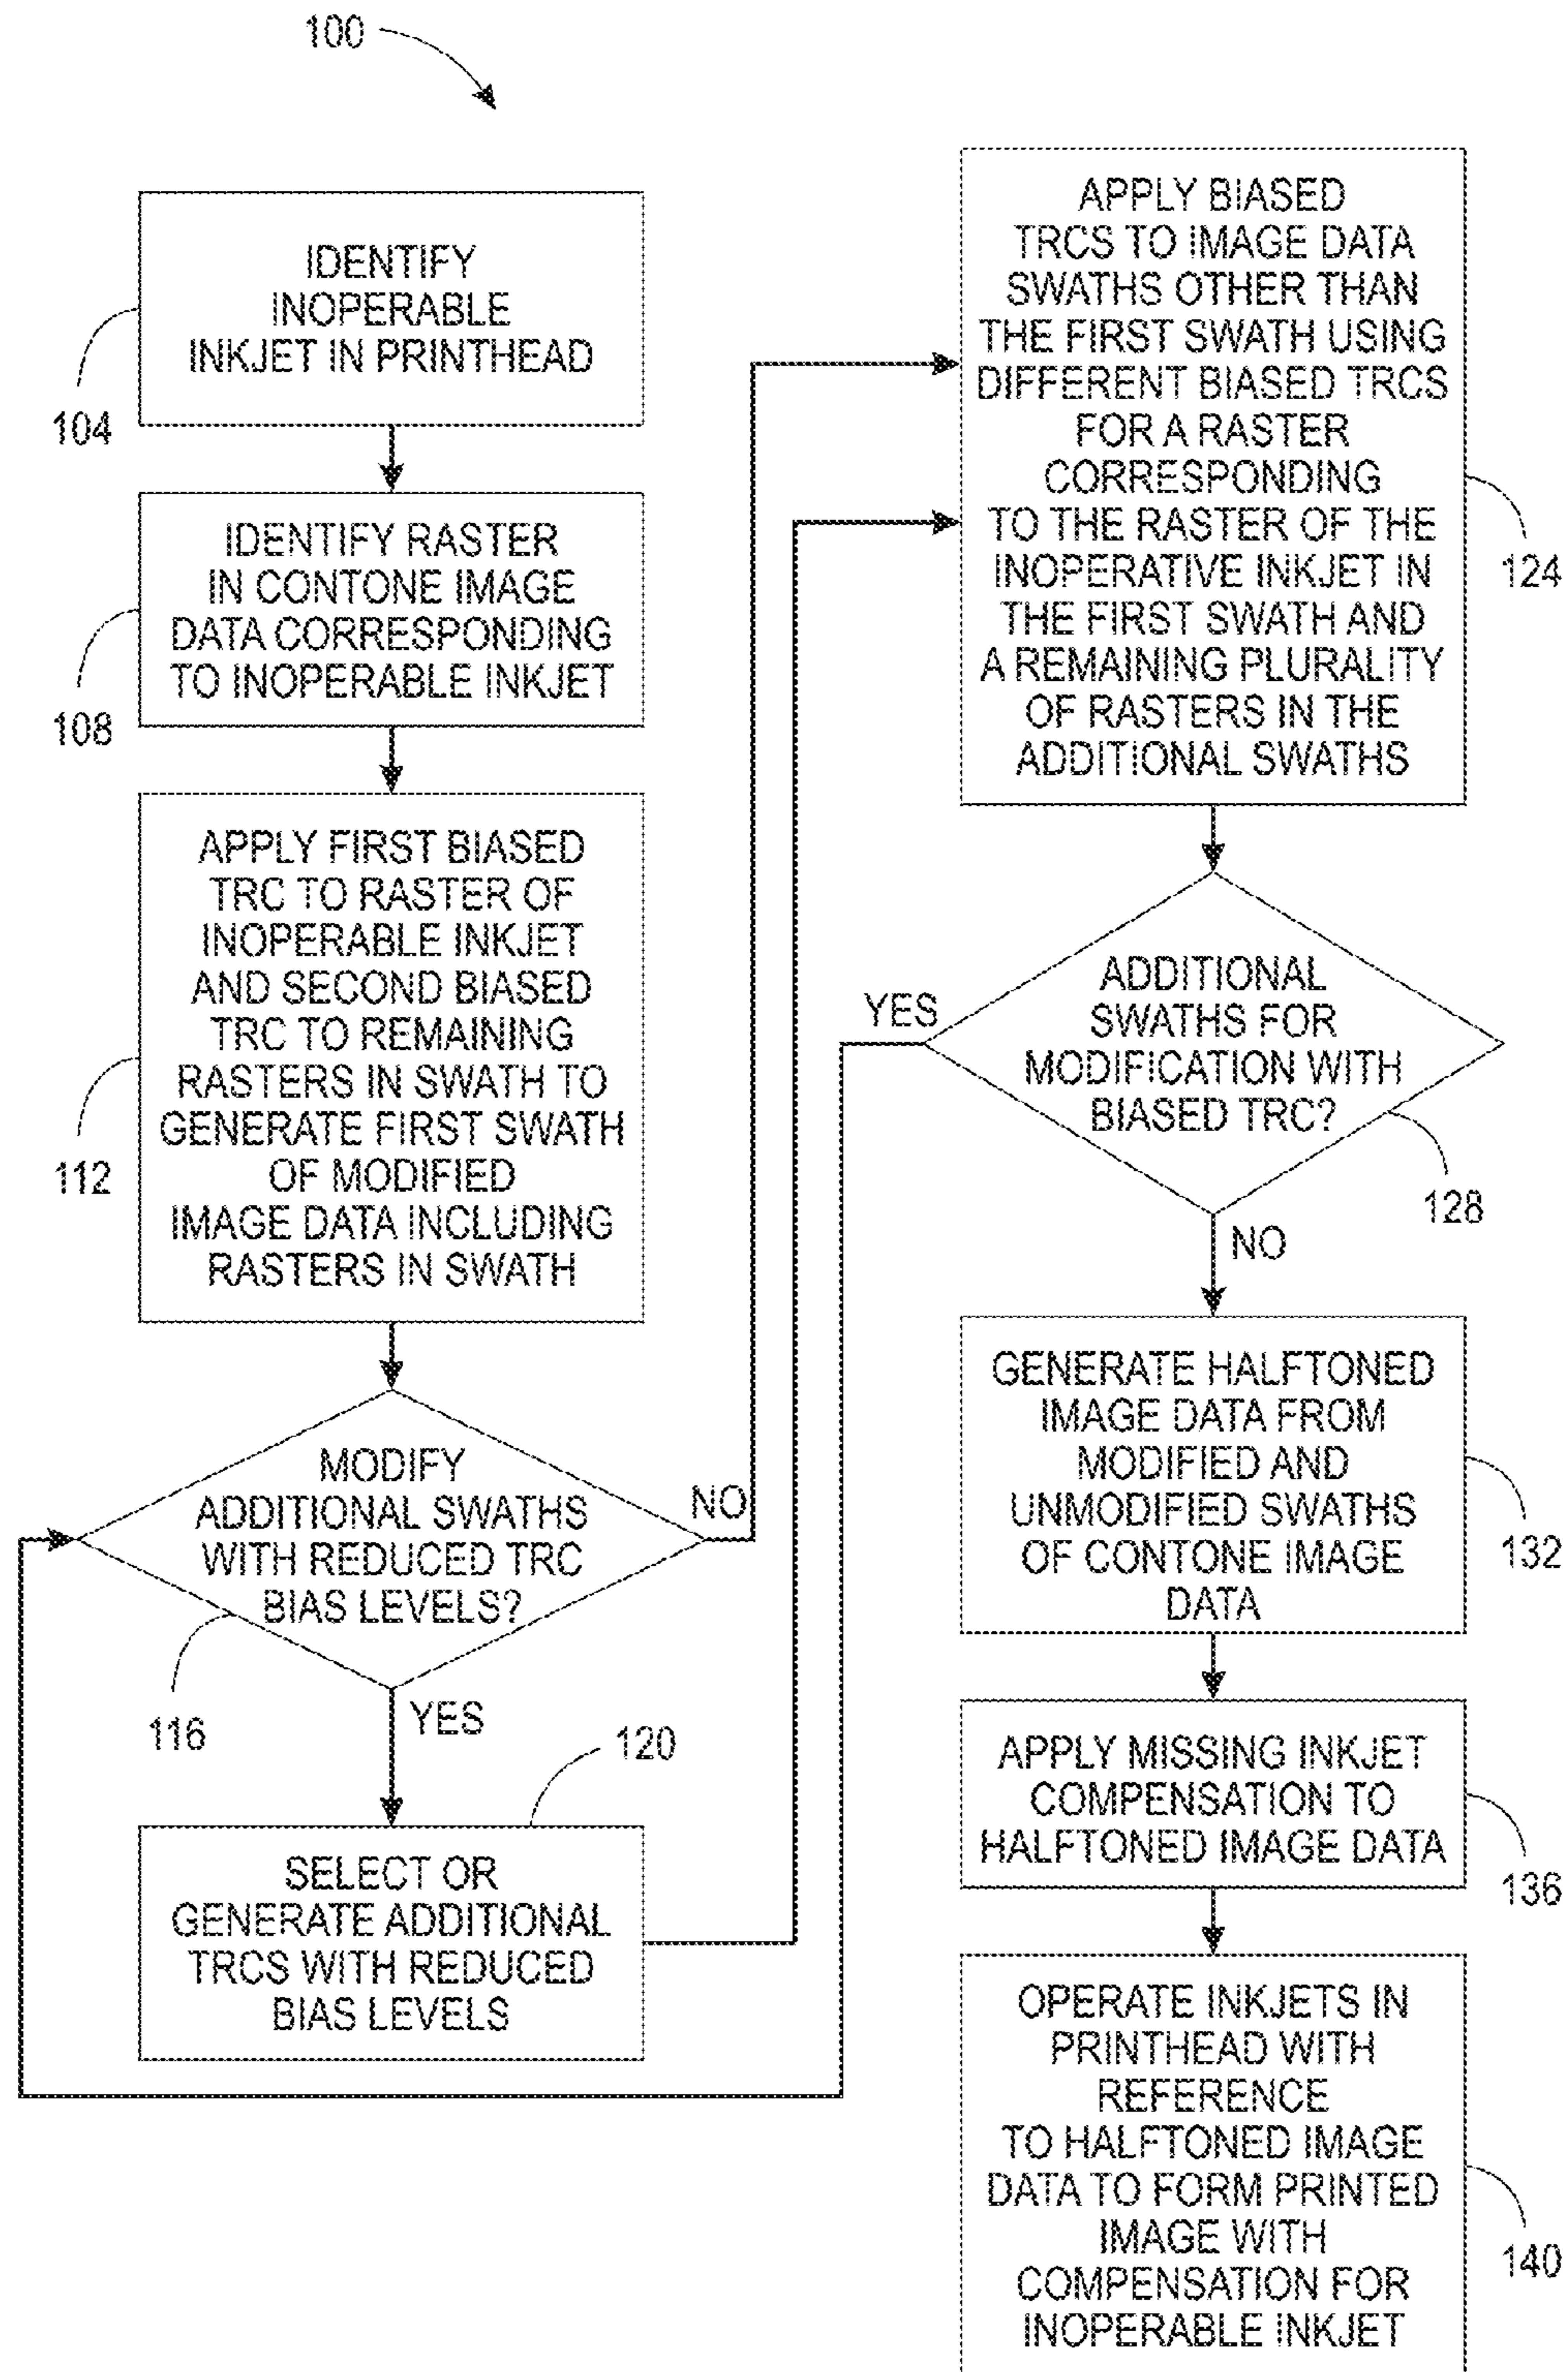 100
IDENTIFY
INOPERABLE
INKJET IN PRINTHEAD
104
IDENTIFY RASTER
IN CONTONE IMAGE
DATA CORRESPONDING
TO INOPERABLE INKJET
108
APPLY FIRST BIASED
TRC TO RASTER OF
INOPERABLE INKJET
AND SECOND BIASED
TRC TO REMAINING
RASTERS IN SWATH TO
GENERATE FIRST SWATH
OF MODIFIED
IMAGE DATA INCLUDING
RASTERS IN SWATH
112
MODIFY
ADDITIONAL SWATHS
WITH REDUCED TRC
BIAS LEVELS?
NO
116
YES
120
SELECT OR
GENERATE ADDITIONAL
TRCS WITH REDUCED
BIAS LEVELS
APPLY BIASED
TRCS TO IMAGE DATA
SWATHS OTHER THAN
THE FIRST SWATH USING
DIFFERENT BIASED TRCS
FOR A RASTER
CORRESPONDING
TO THE RASTER OF THE
INOPERATIVE INKJET IN
THE FIRST SWATH AND
A REMAINING PLURALITY
OF RASTERS IN THE
ADDITIONAL SWATHS
124
ADDITIONAL
SWATHS FOR
MODIFICATION WITH
BIASED TRC?
YES
128
NO
GENERATE HALFTONED
IMAGE DATA FROM
MODIFIED AND
UNMODIFIED SWATHS
OF CONTONE IMAGE
DATA
132
APPLY MISSING INKJET
COMPENSATION TO
HALFTONED IMAGE DATA
136
OPERATE INKJETS IN
PRINTHEAD WITH
REFERENCE
TO HALFTONED IMAGE
DATA TO FORM PRINTED
IMAGE WITH
COMPENSATION FOR
INOPERABLE INKJET
140